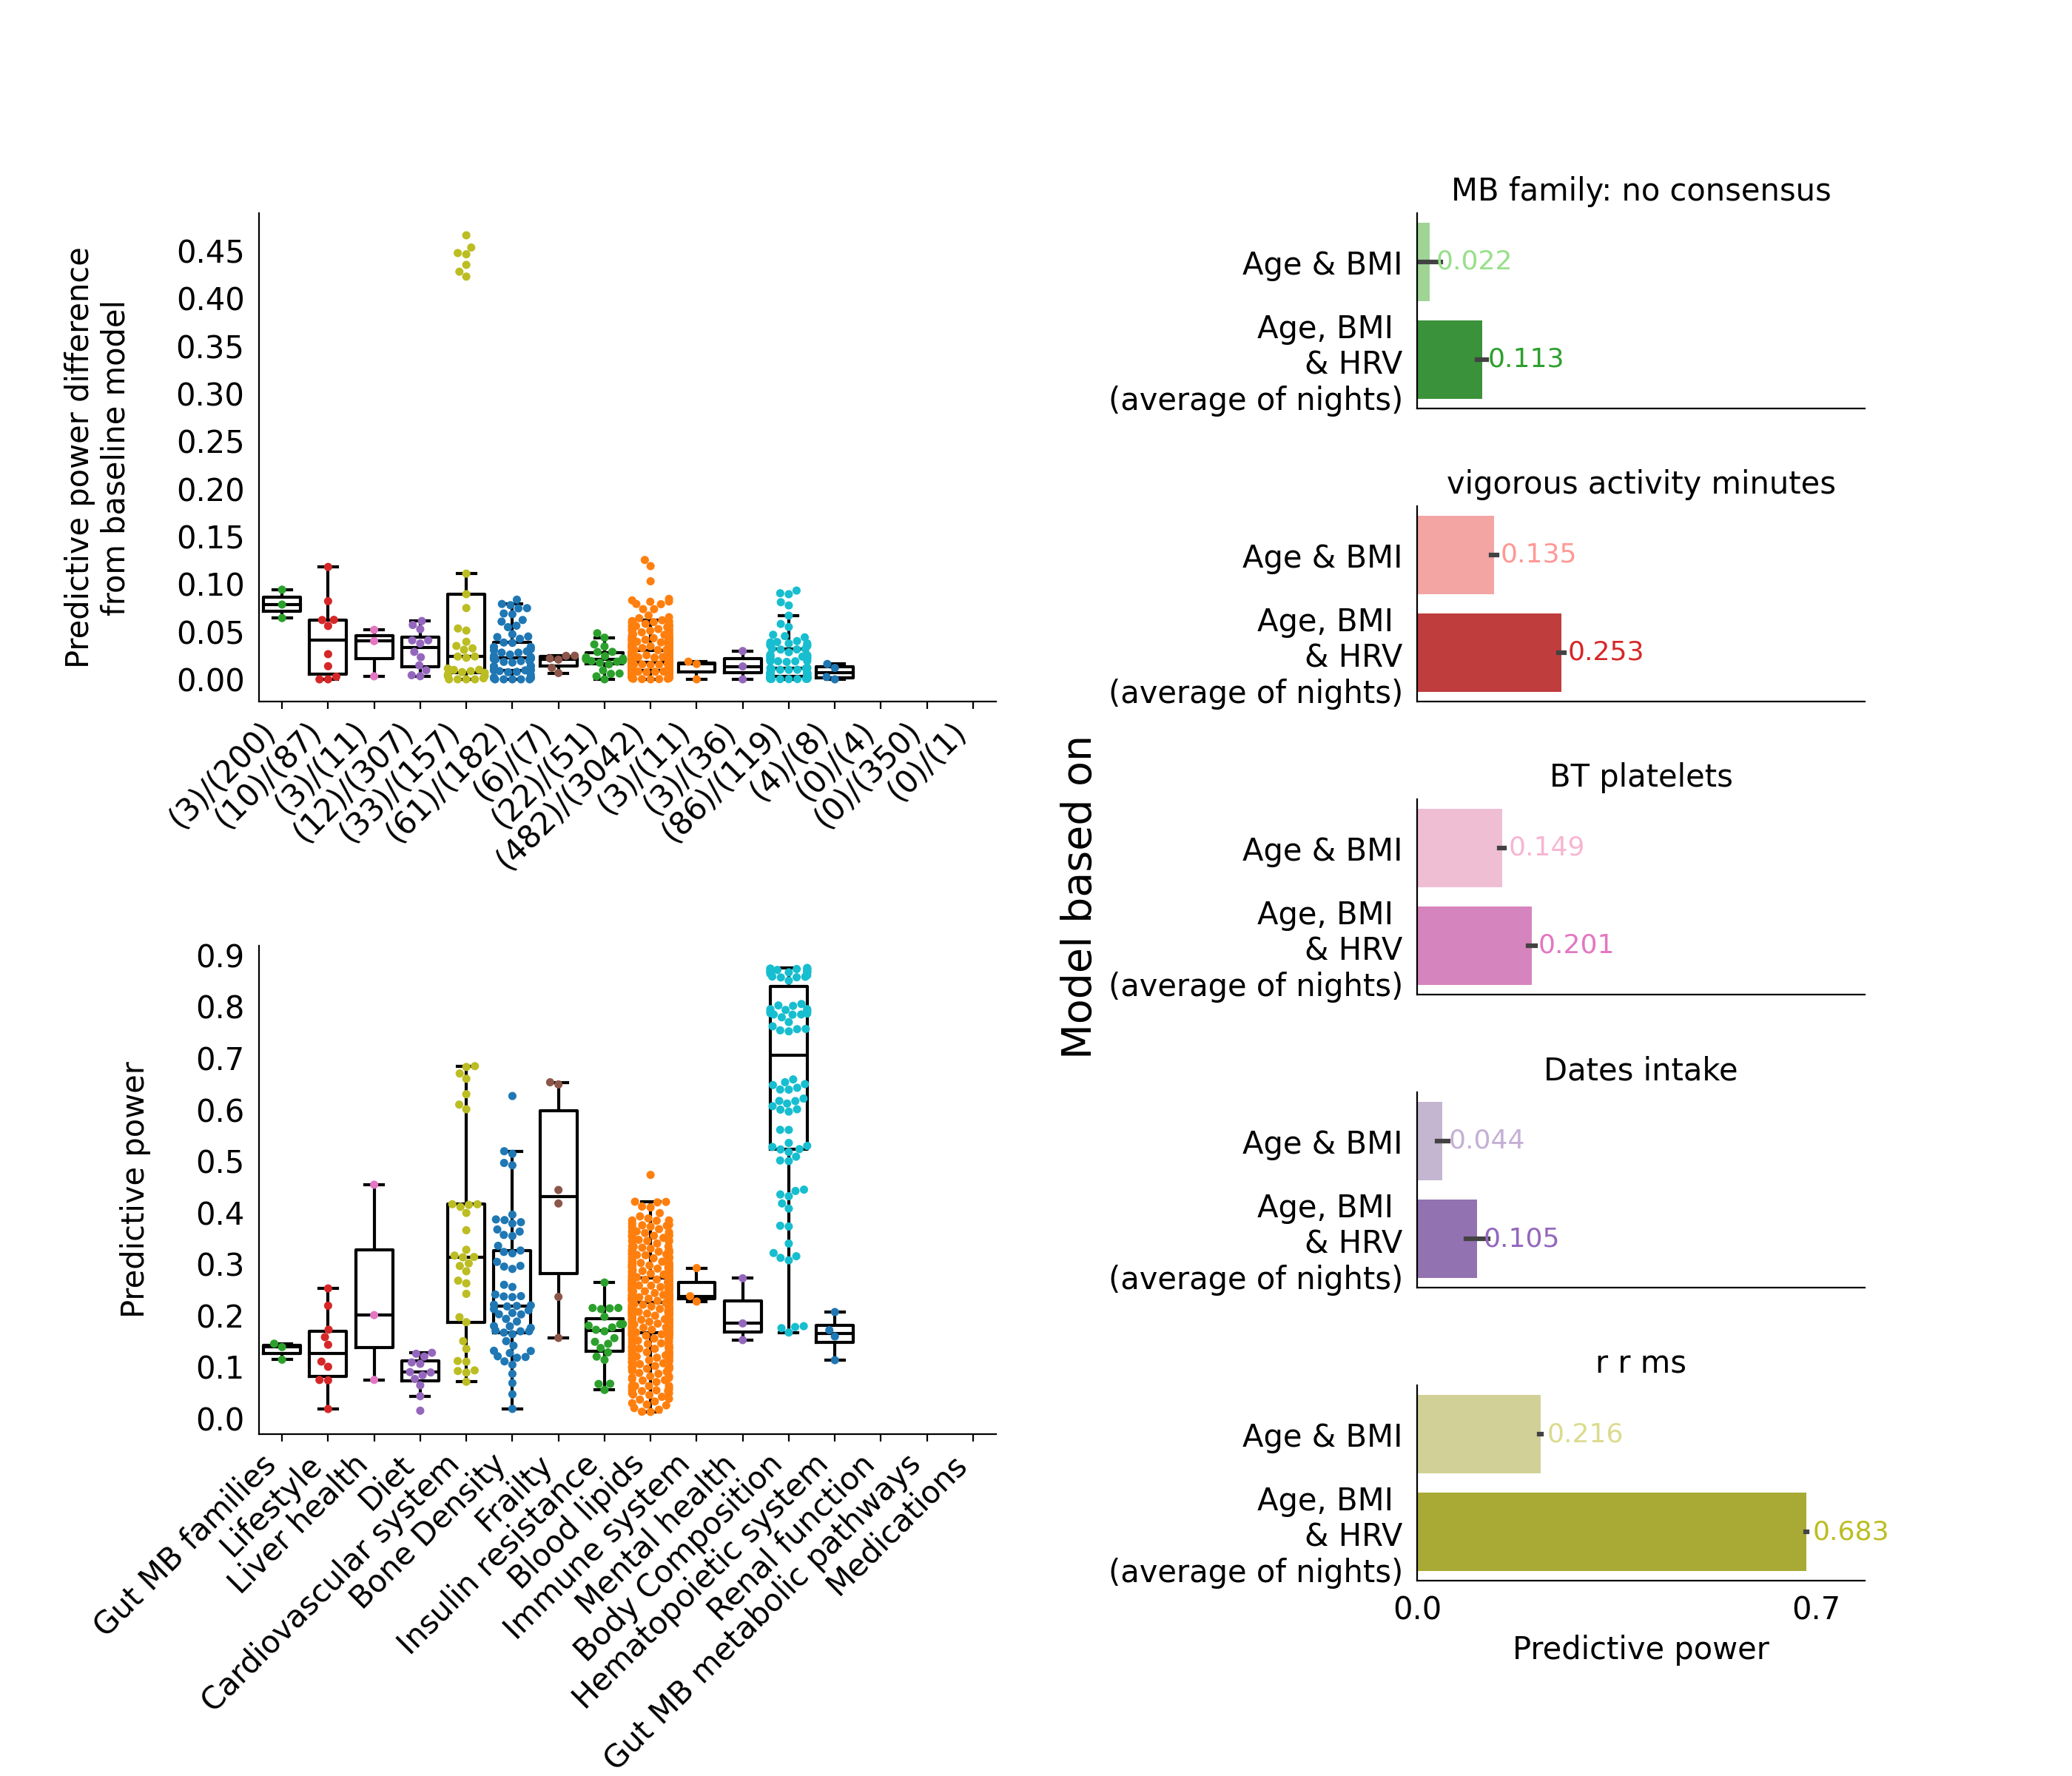 Predictive power difference
from baseline model
0.45
0.40
0.35
0.30
0.25
0.20
0.15
0.10
0.05
0.00
(3)/(200)
(10)/(87)
(3)/(11)
(12)/(307)
(33)/(157)
(61)/(182)
(6)/(7)
(22)/(51)
(482)/(3042)
(3)/(11)
(3)/(36)
(86)/(119)
(4)/(8)
(0)/(4)
(0)/(350)
(0)/(1)
Predictive power
0.9
0.8
0.7
0.6
0.5
0.4
0.3
0.2
0.1
0.0
Gut MB families
Lifestyle
Liver health
Diet
Cardiovascular system
Bone Density
Frailty
Insulin resistance
Blood lipids
Immune system
Mental health
Body Composition
Hematopoietic system
Renal function
Gut MB metabolic pathways
Medications
Model based on
MB family: no consensus
Age & BMI
0.022
Age, BMI
& HRV
(average of nights)
0.113
vigorous activity minutes
Age & BMI
0.135
Age, BMI
& HRV
(average of nights)
0.253
BT platelets
Age & BMI
0.149
Age, BMI
& HRV
(average of nights)
0.201
Dates intake
Age & BMI
0.044
Age, BMI
& HRV
(average of nights)
0.105
r r ms
Age & BMI
0.216
Age, BMI
& HRV
(average of nights)
0.683
0.0
0.7
Predictive power